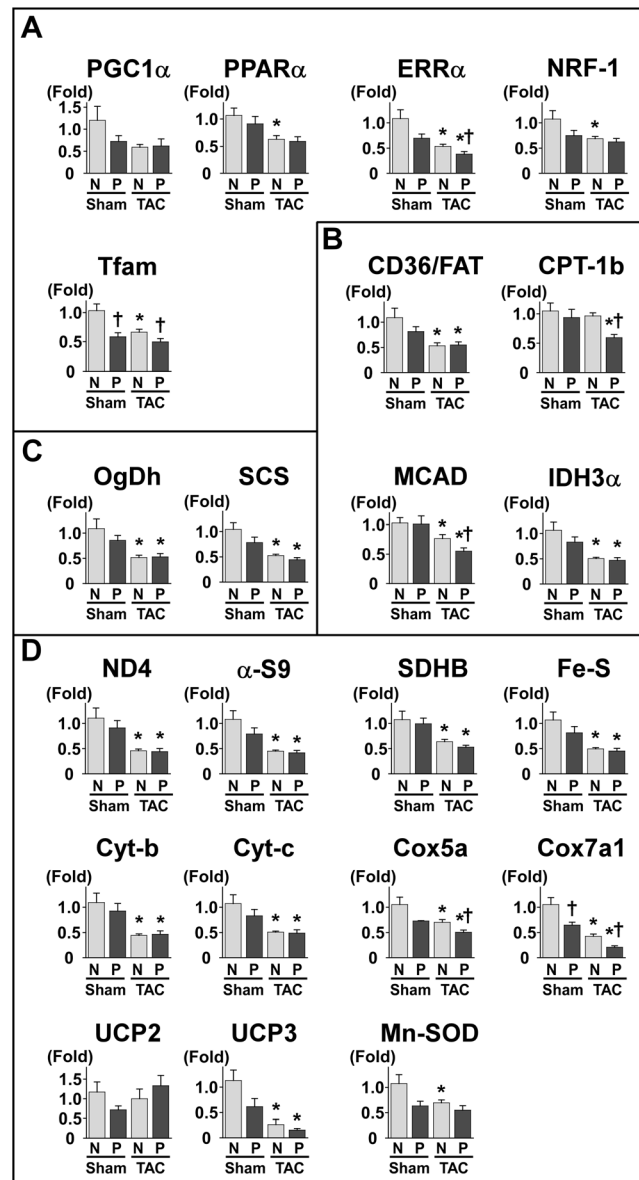 A
PGC1α PPARα ERRα NRF-1
(Fold) (Fold) (Fold) (Fold)
1.5
1.0 1.0 1.0 1.0
0.5 0.5 0.5 0.5
0 0 0 0
* * *† *
N P N P N P N P N P N P N P N P
Sham TAC Sham TAC Sham TAC Sham TAC
Tfam
(Fold)
1.0
0.5
0
† * †
N P N P
Sham TAC
B
CD36/FAT CPT-1b
(Fold) (Fold)
1.0 1.0
0.5 0.5
0 0
* * *†
N P N P N P N P
Sham TAC Sham TAC
MCAD IDH3α
(Fold) (Fold)
1.0 1.0
0.5 0.5
0 0
* *† * *
N P N P N P N P
Sham TAC Sham TAC
C
OgDh SCS
(Fold) (Fold)
1.0 1.0
0.5 0.5
0 0
* * * *
N P N P N P N P
Sham TAC Sham TAC
D
ND4 α-S9 SDHB Fe-S
(Fold) (Fold) (Fold) (Fold)
1.0 1.0 1.0 1.0
0.5 0.5 0.5 0.5
0 0 0 0
* * * * * * * *
N P N P N P N P N P N P N P N P
Sham TAC Sham TAC Sham TAC Sham TAC
Cyt-b Cyt-c Cox5a Cox7a1
(Fold) (Fold) (Fold) (Fold)
1.0 1.0 1.0 1.0
0.5 0.5 0.5 0.5
0 0 0 0
* * * * * *† † * *†
N P N P N P N P N P N P N P N P
Sham TAC Sham TAC Sham TAC Sham TAC
UCP2 UCP3 Mn-SOD
(Fold) (Fold) (Fold)
1.5
1.0 1.0 1.0
0.5 0.5 0.5
0 0 0
* * *
N P N P N P N P N P N P
Sham TAC Sham TAC Sham TAC